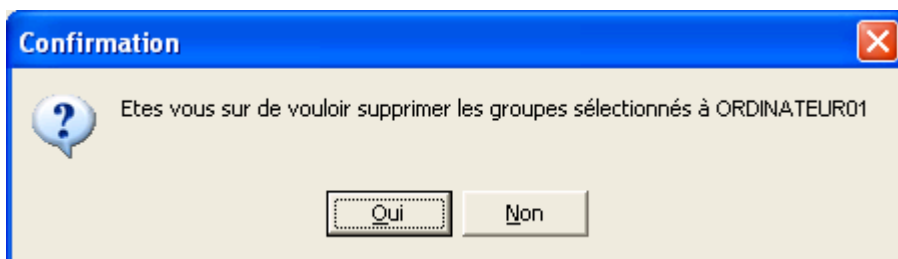 Confirmation
Etes vous sur de vouloir supprimer les groupes sélectionnés à ORDINATEUR01
Oui Non